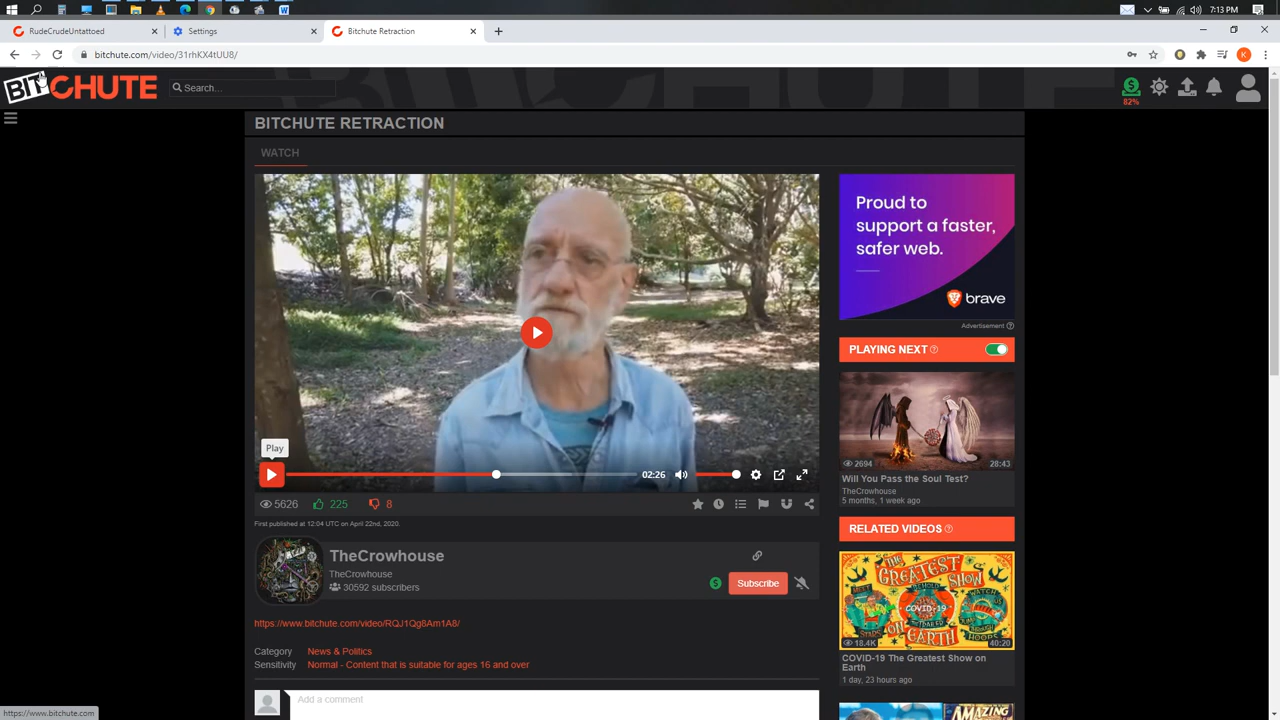 7:13 PM
RudeCrudeUntattoed
Settings
Bitchute Retraction
bitchute.com/video/31rhKX4tUU8/
K
BITCHUTE
Search...
82%
BITCHUTE RETRACTION
WATCH
Proud to
support a faster,
safer web.
brave
Advertisement
PLAYING NEXT
Play
02:26
2694
28:43
Will You Pass the Soul Test?
TheCrowhouse
5 months, 1 week ago
5626
225
8
First published at 12:04 UTC on April 22nd, 2020.
RELATED VIDEOS
TheCrowhouse
TheCrowhouse
30592 subscribers
Subscribe
THE
GREATEST
SHOW
COVID-19
ON
EARTH
18.4K
40:20
COVID-19 The Greatest Show on
Earth
1 day, 23 hours ago
https://www.bitchute.com/video/RQJ1Qg8Am1A8/
Category
News & Politics
Sensitivity
Normal - Content that is suitable for ages 16 and over
Add a comment
AMAZING
https://www.bitchute.com